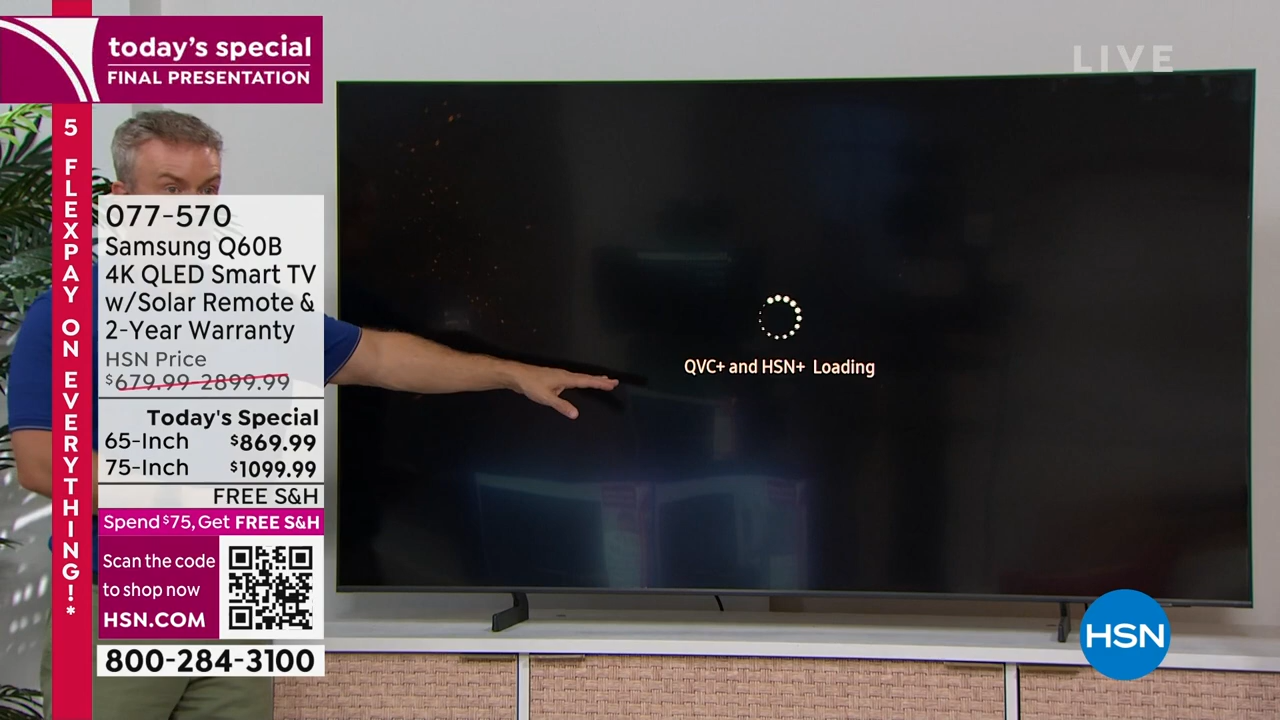 today's special
FINAL PRESENTATION
LIVE
5 FLEXPAY ON EVERYTHING!*
077-570
Samsung Q60B
4K QLED Smart TV
w/Solar Remote &
2-Year Warranty
HSN Price
$679.99-2899.99
Today's Special
65-Inch $869.99
75-Inch $1099.99
FREE S&H
Spend $75, Get FREE S&H
Scan the code
to shop now
HSN.COM
800-284-3100
QVC+ and HSN+ Loading
HSN